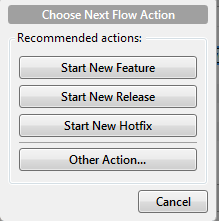 Choose Next Flow Action
Recommended actions:
Start New Feature
Start New Release
Start New Hotfix
Other Action...
Cancel